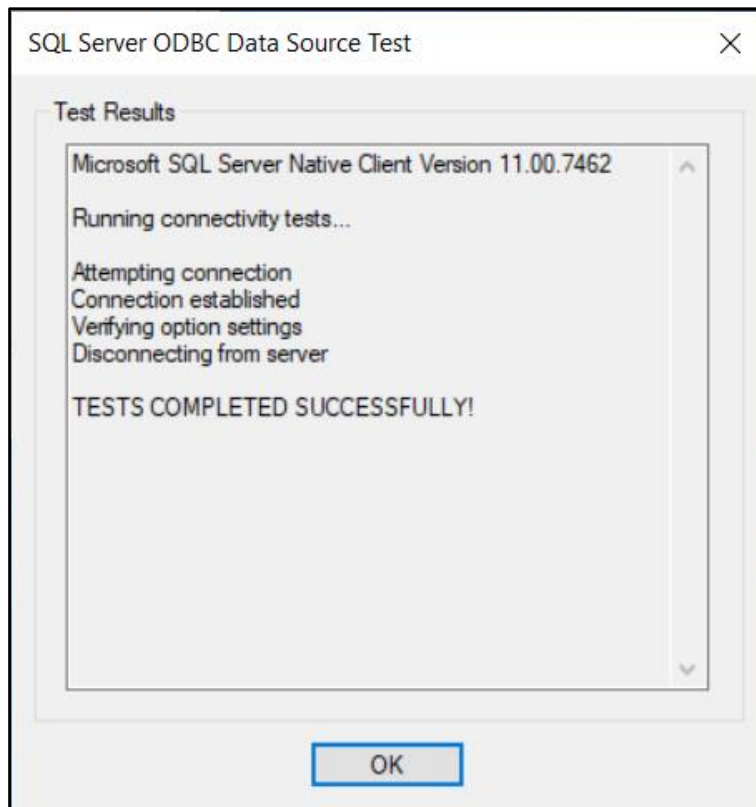 SQL Server ODBC Data Source Test
Test Results
Microsoft SQL Server Native Client Version 11.00.7462
Running connectivity tests...
Attempting connection
Connection established
Verifying option settings
Disconnecting from server
TESTS COMPLETED SUCCESSFULLY!
OK